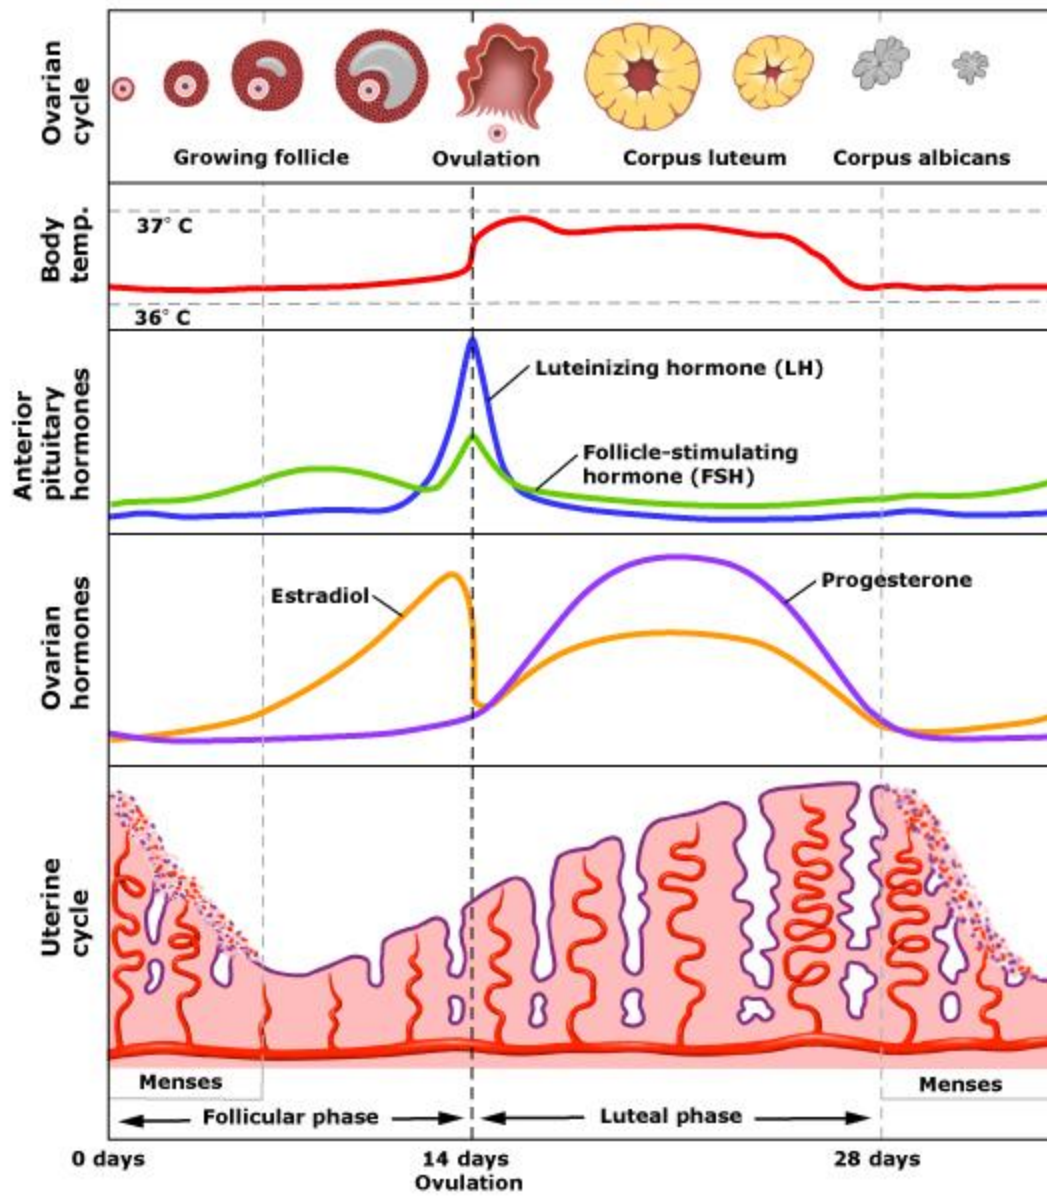 Ovarian
cycle
Growing follicle
Ovulation
Corpus luteum
Corpus albicans
Body
temp.
37° C
36° C
Anterior
pituitary
hormones
Luteinizing hormone (LH)
Follicle-stimulating
hormone (FSH)
Ovarian
hormones
Estradiol
Progesterone
Uterine
cycle
Menses
Menses
Follicular phase
Luteal phase
0 days
14 days
Ovulation
28 days